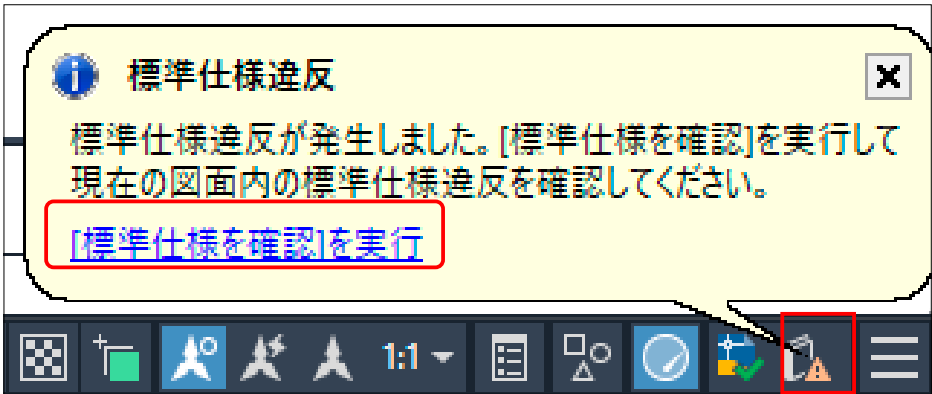 標準仕様違反
標準仕様違反が発生しました。[標準仕様を確認]を実行して
現在の図面内の標準仕様違反を確認してください。
[標準仕様を確認]を実行
1:1